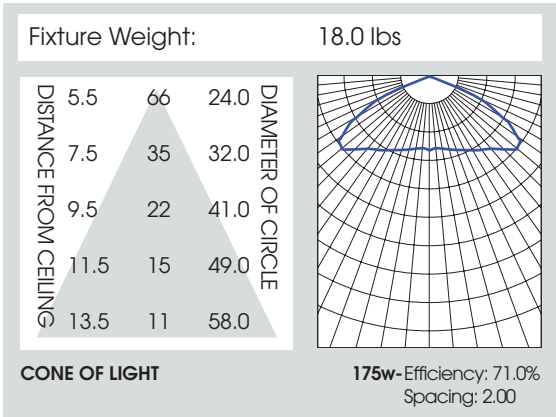 Fixture Weight: 18.0 lbs
DISTANCE FROM CEILING
5.5 66 24.0
7.5 35 32.0
9.5 22 41.0
11.5 15 49.0
13.5 11 58.0
DIAMETER OF CIRCLE
CONE OF LIGHT
175w-Efficiency: 71.0%
Spacing: 2.00